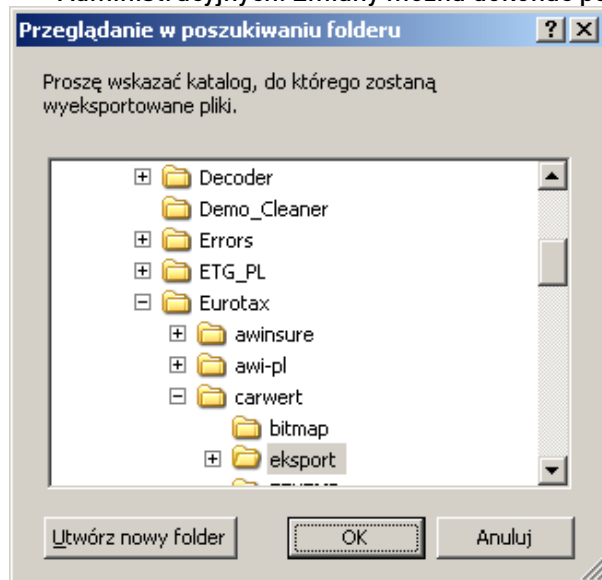 Przeglądanie w poszukiwaniu folderu
Proszę wskazać katalog, do którego zostaną
wyeksportowane pliki.
Decoder
Demo_Cleaner
Errors
ETG_PL
Eurotax
awinsure
awi-pl
carwert
bitmap
eksport
Utwórz nowy folder OK Anuluj